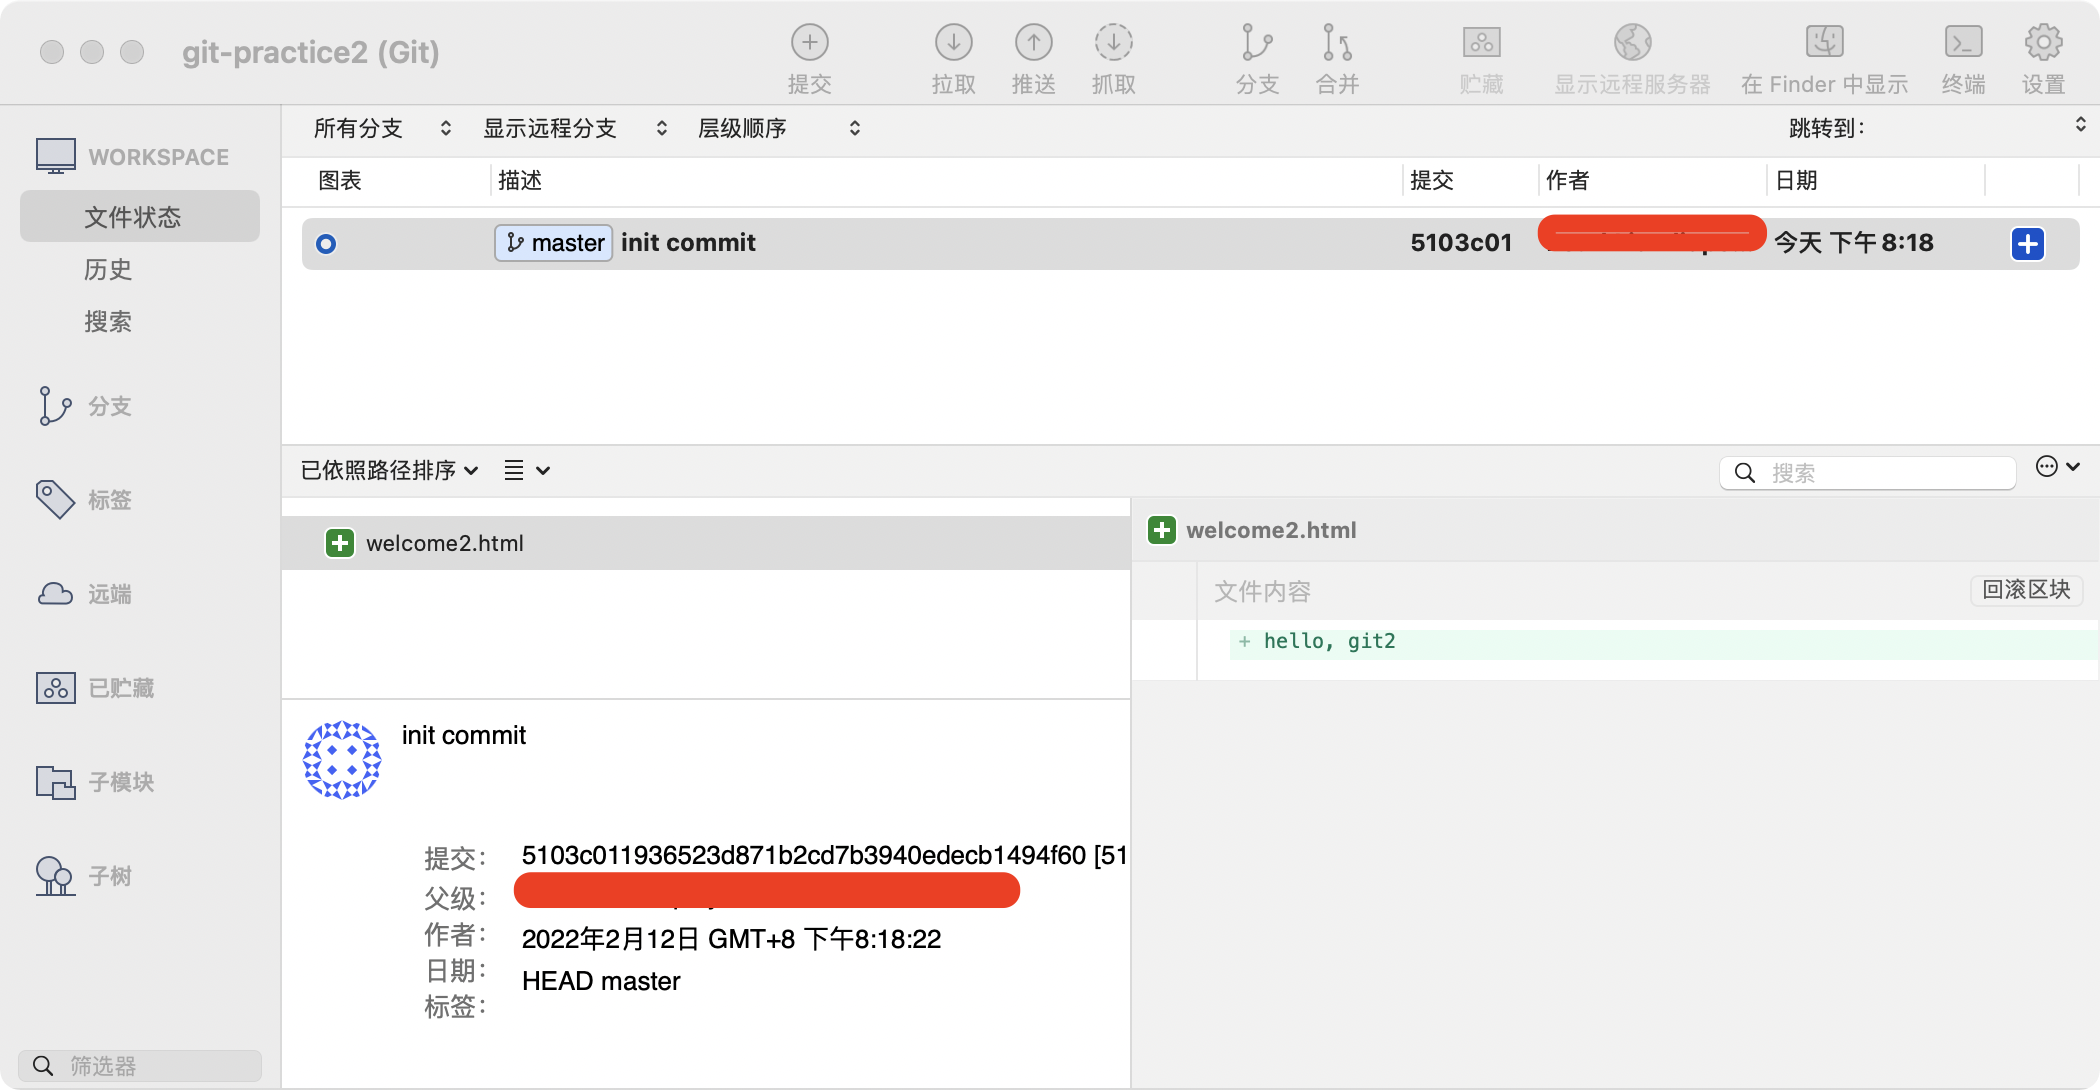 git-practice2 (Git)
提交
拉取
推送
抓取
分支
合并
贮藏
显示远程服务器
在 Finder 中显示
终端
设置
WORKSPACE
文件状态
历史
搜索
分支
标签
远端
已贮藏
子模块
子树
筛选器
所有分支
显示远程分支
层级顺序
跳转到：
图表
描述
提交
作者
日期
master init commit
5103c01
今天 下午8:18
已依照路径排序
搜索
welcome2.html
welcome2.html
文件内容
回滚区块
+ hello, git2
init commit
提交： 5103c011936523d871b2cd7b3940edecb1494f60 [51
父级：
作者：
2022年2月12日 GMT+8 下午8:18:22
日期：
HEAD master
标签：